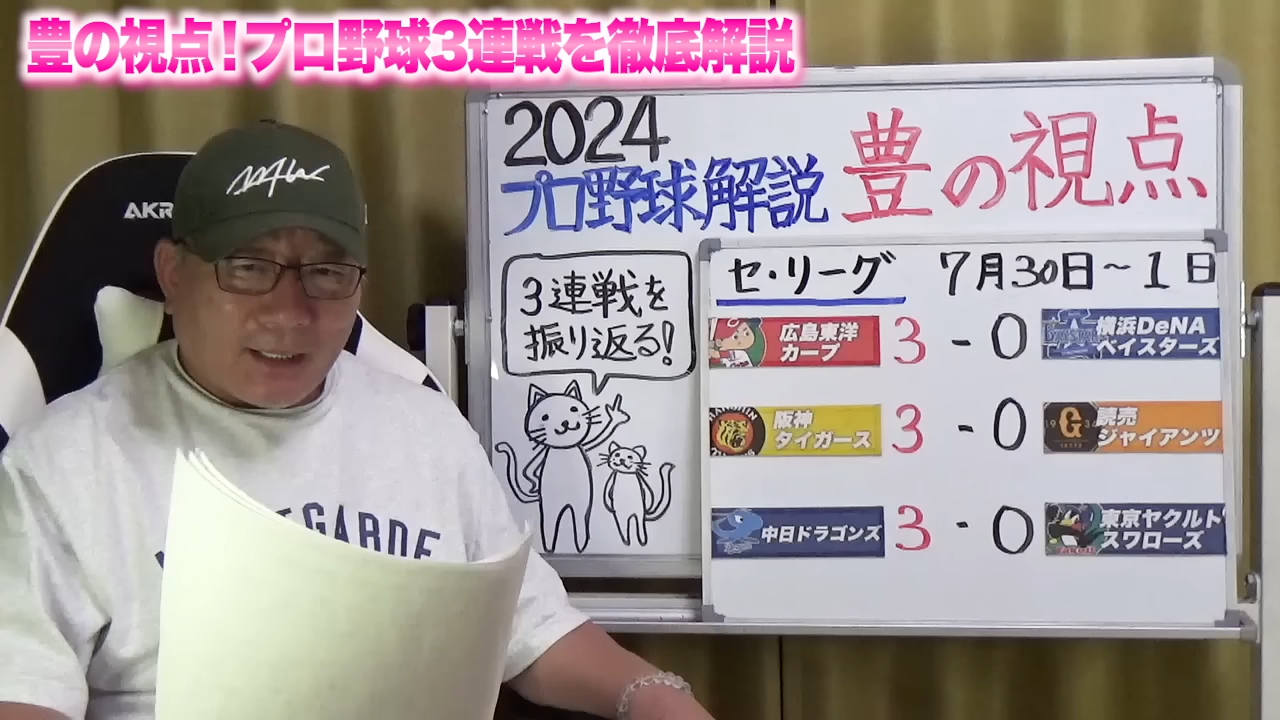 豊の視点!プロ野球3連戦を徹底解説
2024
プロ野球解説 豊の視点
3連戦を
振り返る!
セ・リーグ 7月30日~1日
広島東洋
カープ
3 - 0
横浜DeNA
ベイスターズ
阪神
タイガース
3 - 0
G
読売
ジャイアンツ
中日ドラゴンズ
3 - 0
東京ヤクルト
スワローズ
AKR
EGARDE